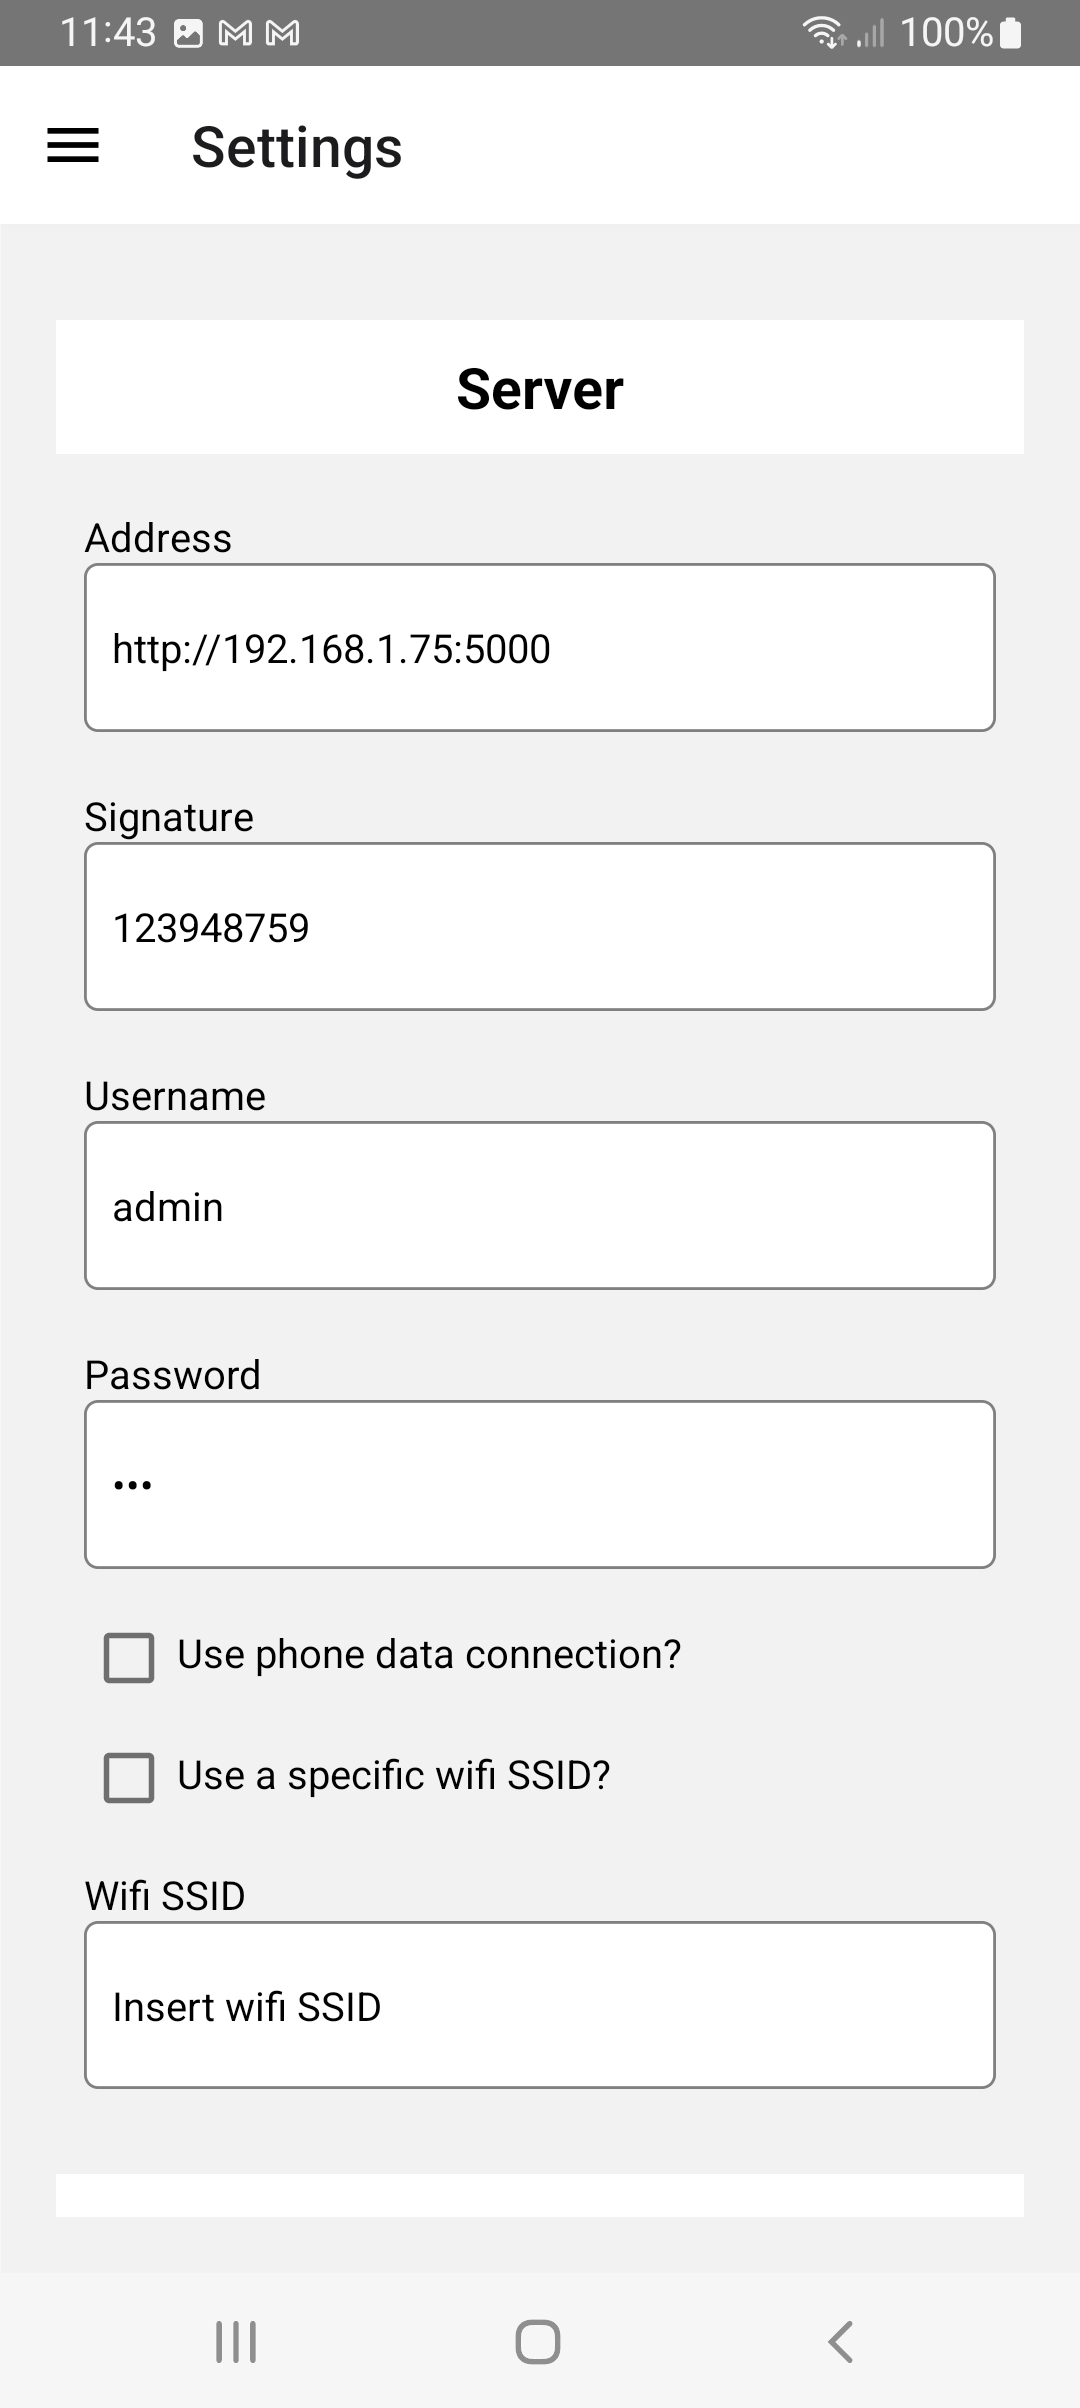 11:43 100%
Settings
Server
Address
http://192.168.1.75:5000
Signature
123948759
Username
admin
Password
•••
Use phone data connection?
Use a specific wifi SSID?
Wifi SSID
Insert wifi SSID